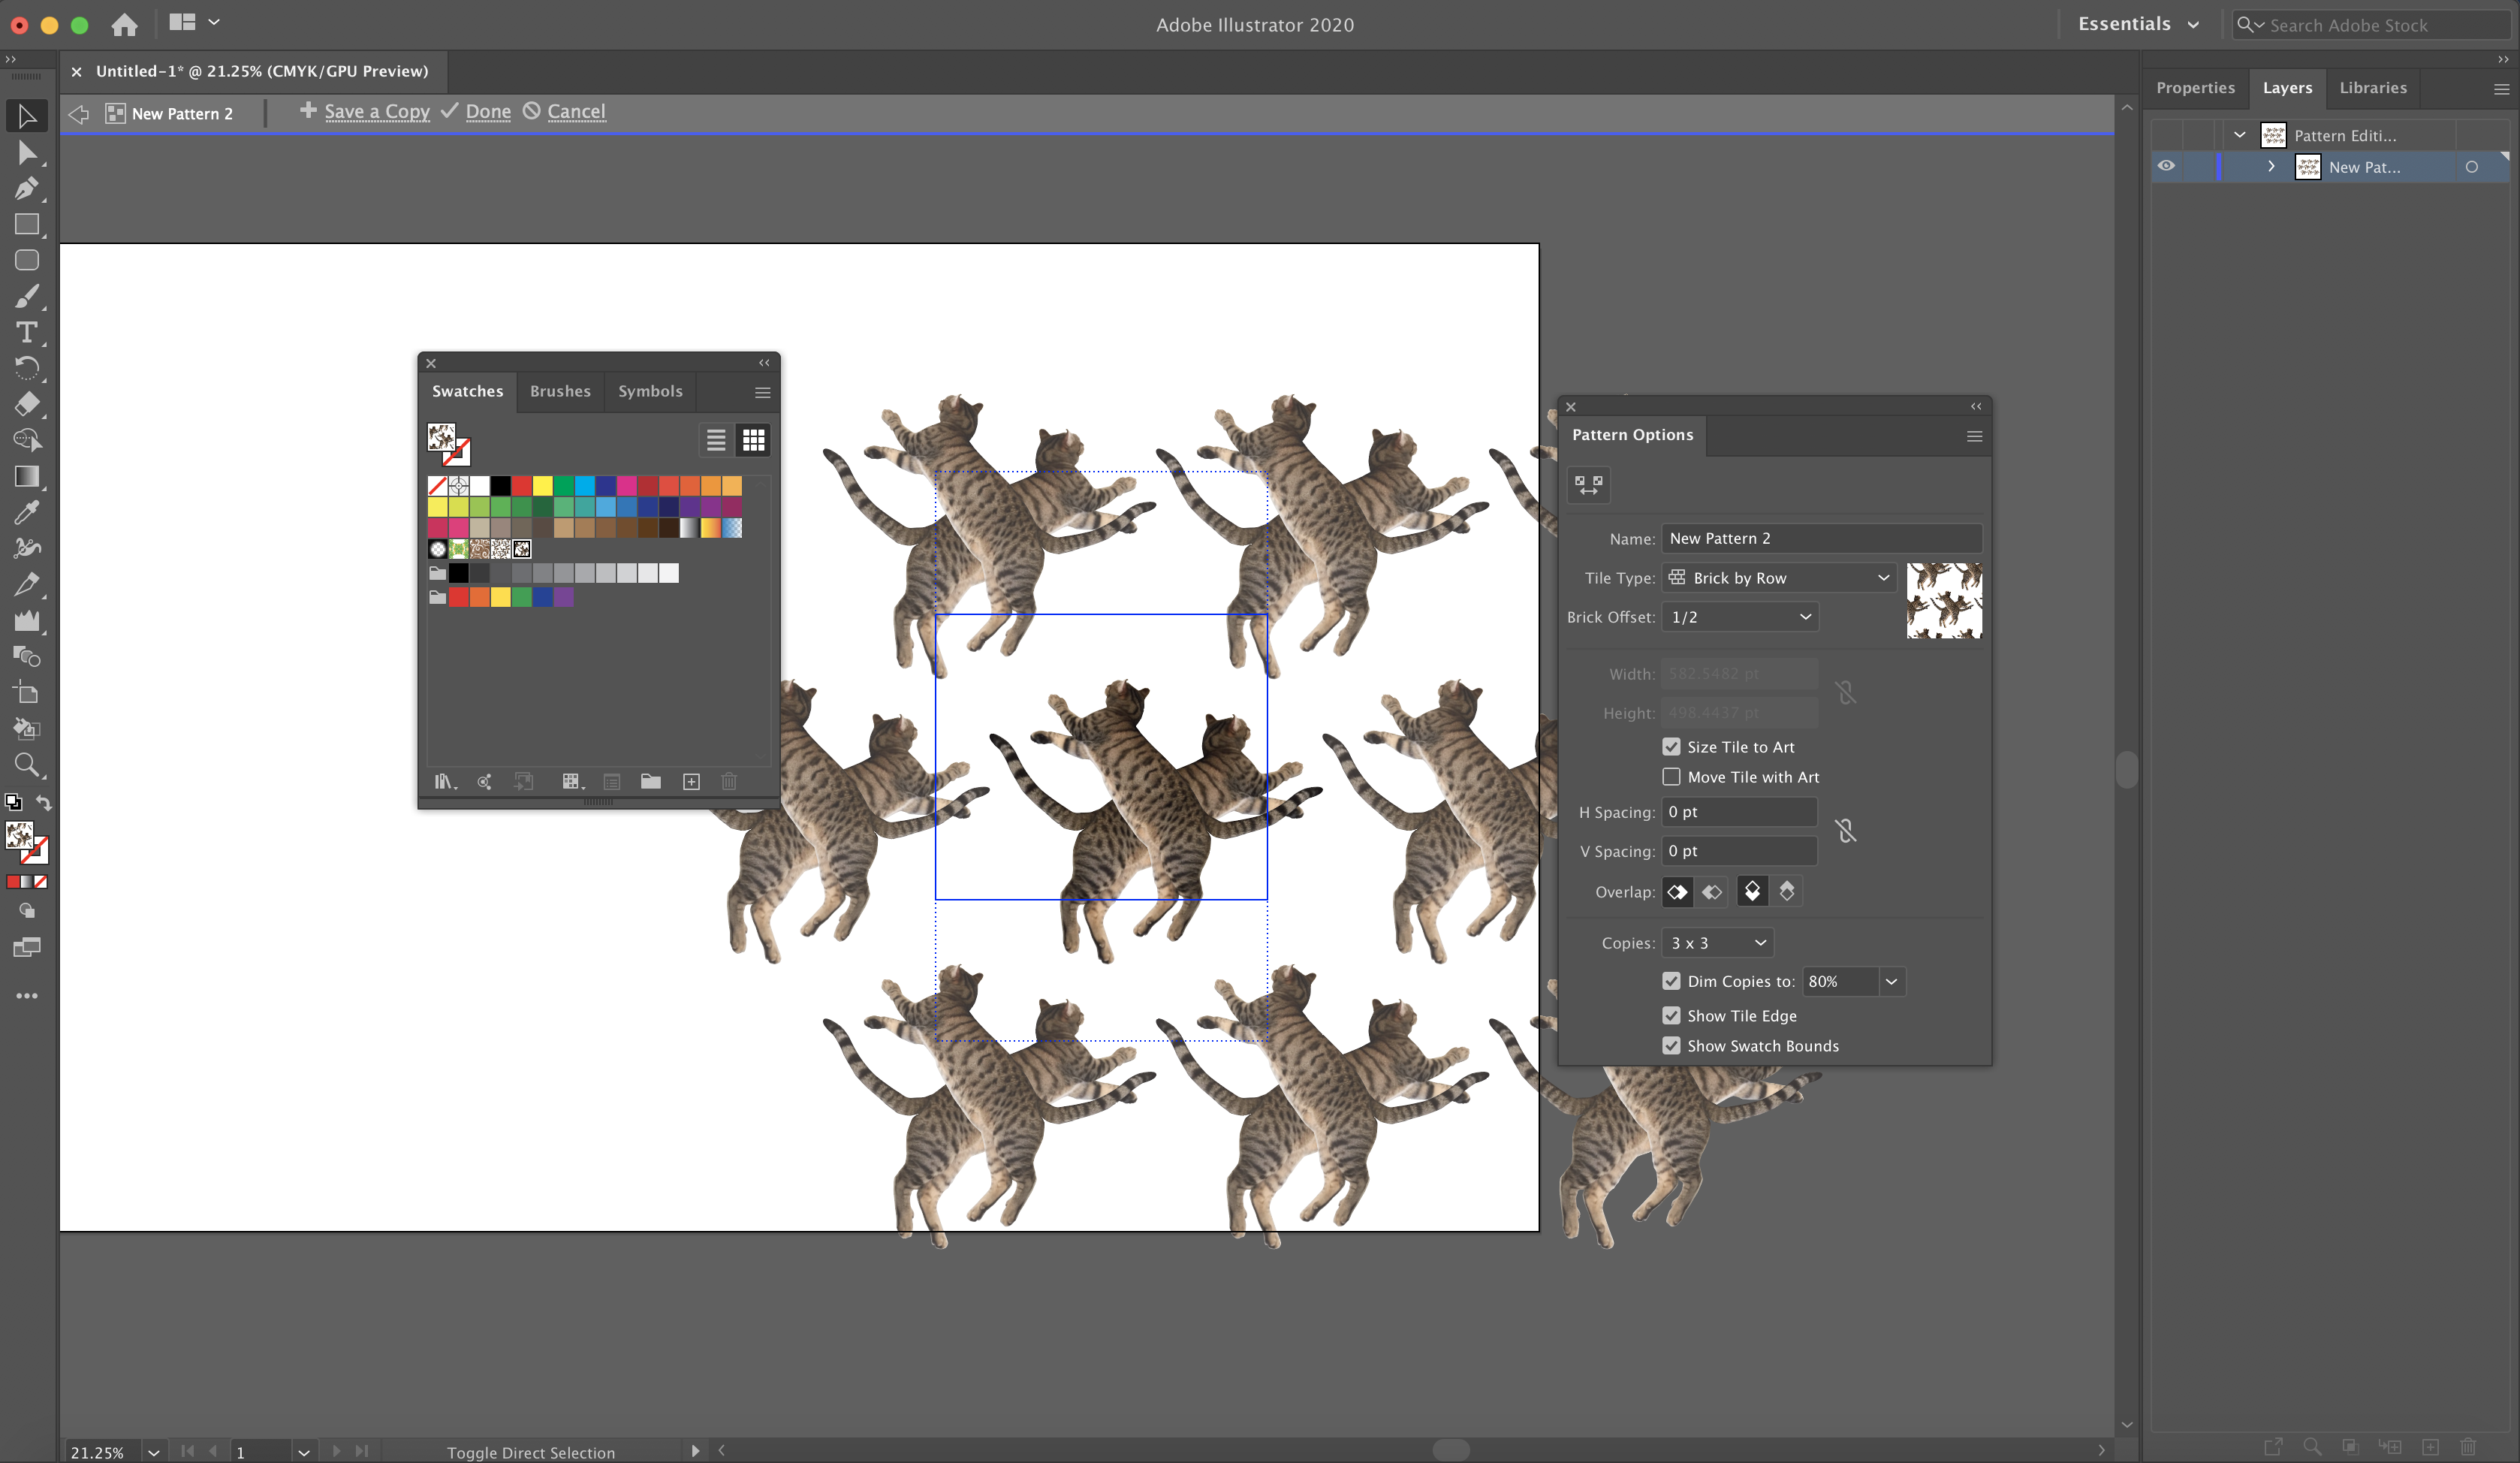 Adobe Illustrator 2020
Essentials
Search Adobe Stock
Untitled-1* @ 21.25% (CMYK/GPU Preview)
Properties
Layers
Libraries
New Pattern 2
Save a Copy
Done
Cancel
Pattern Editi...
New Pat...
Swatches
Brushes
Symbols
Pattern Options
Name: New Pattern 2
Tile Type: Brick by Row
Brick Offset: 1/2
Width: 582.5482 pt
Height: 498.4437 pt
Size Tile to Art
Move Tile with Art
H Spacing: 0 pt
V Spacing: 0 pt
Overlap:
Copies: 3 x 3
Dim Copies to: 80%
Show Tile Edge
Show Swatch Bounds
21.25%
1
Toggle Direct Selection